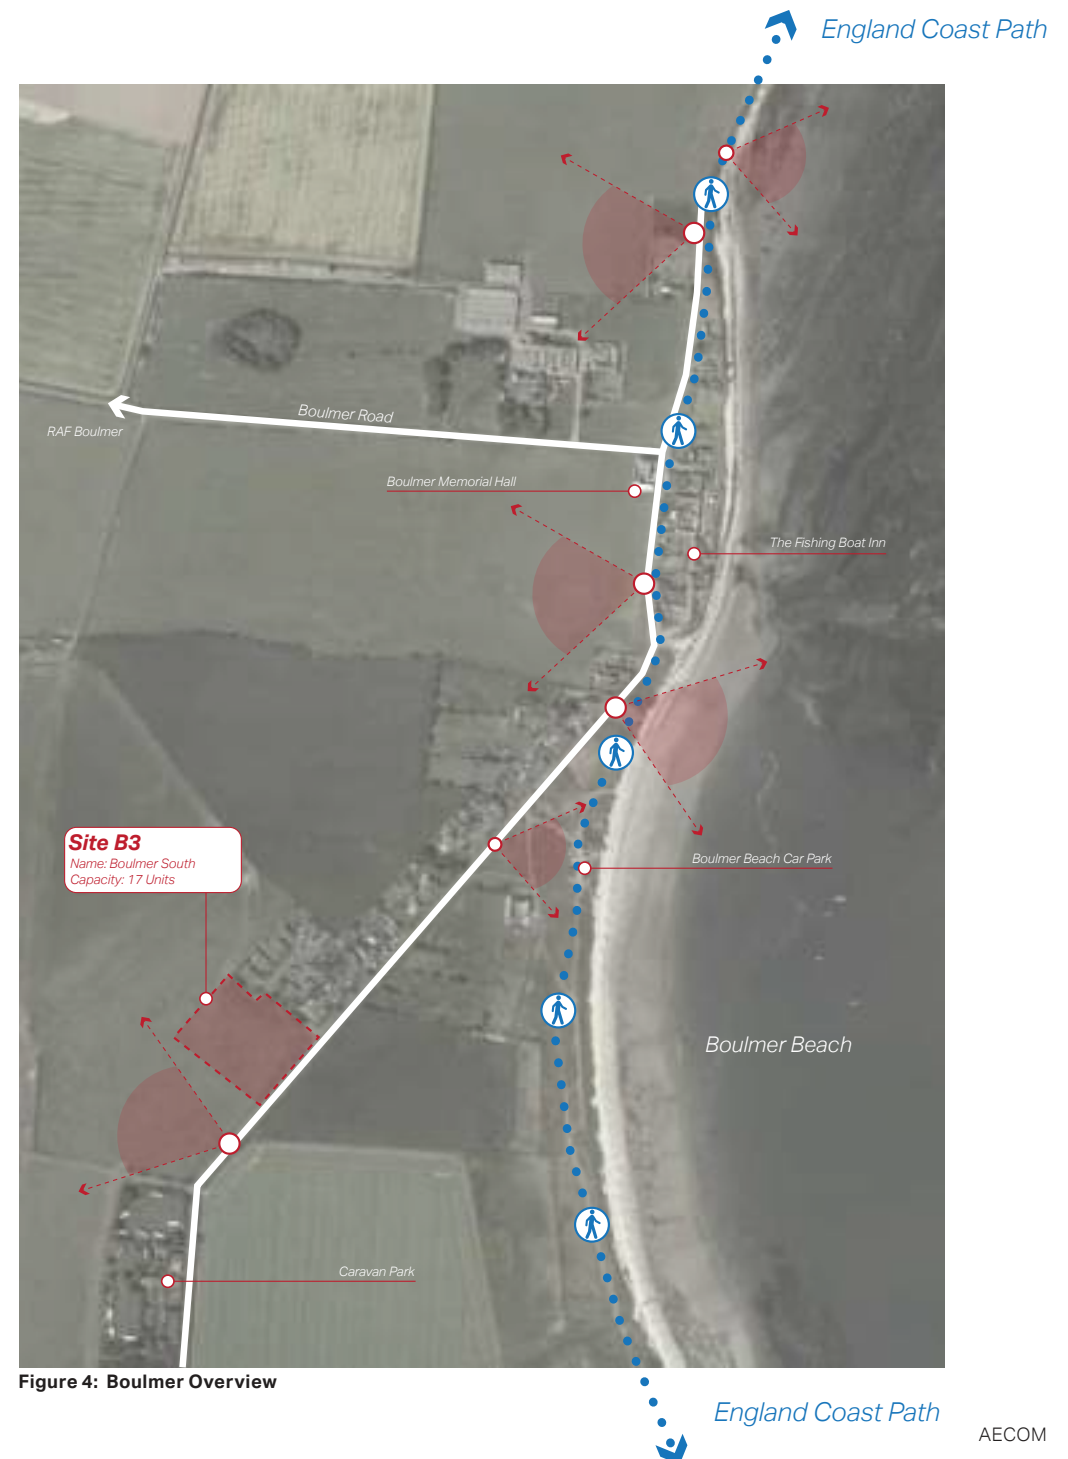 England Coast Path
Boulmer Road
RAF Boulmer
Boulmer Memorial Hall
The Fishing Boat Inn
Site B3
Name: Boulmer South
Capacity: 17 Units
Boulmer Beach Car Park
Boulmer Beach
Caravan Park
Figure 4: Boulmer Overview
England Coast Path
AECOM